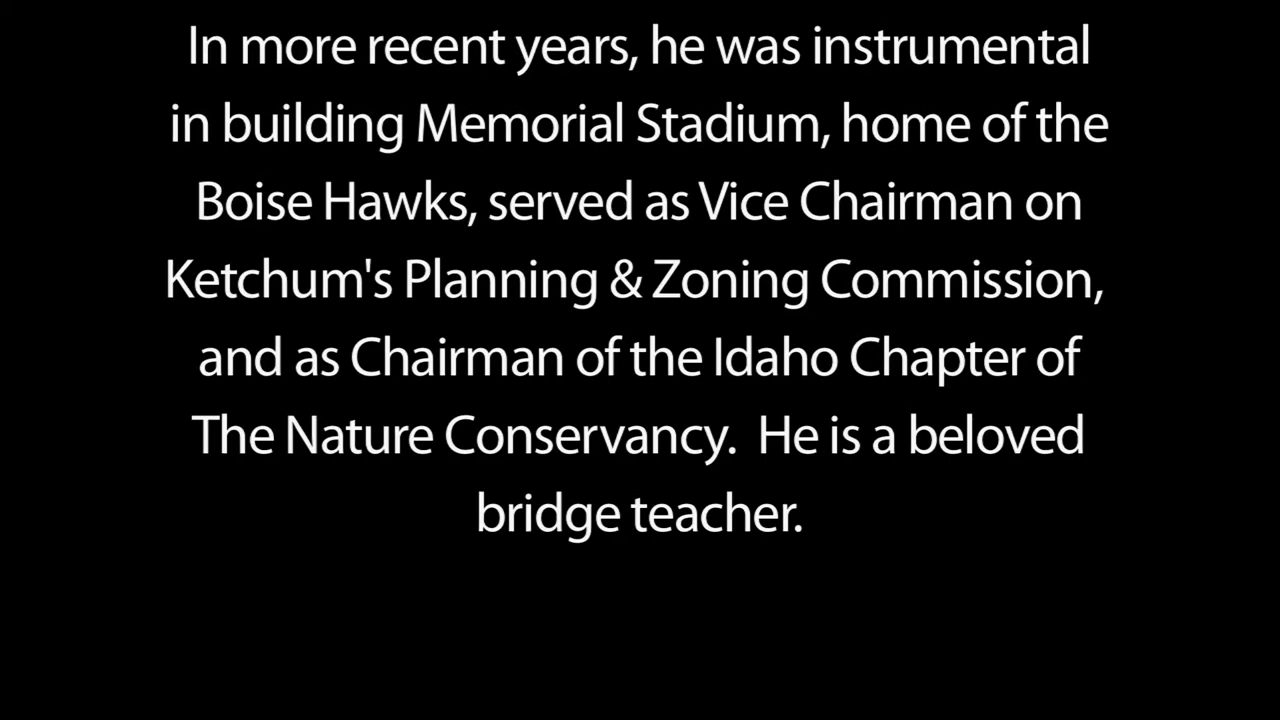 In more recent years, he was instrumental
in building Memorial Stadium, home of the
Boise Hawks, served as Vice Chairman on
Ketchum's Planning & Zoning Commission,
and as Chairman of the Idaho Chapter of
The Nature Conservancy.  He is a beloved
bridge teacher.